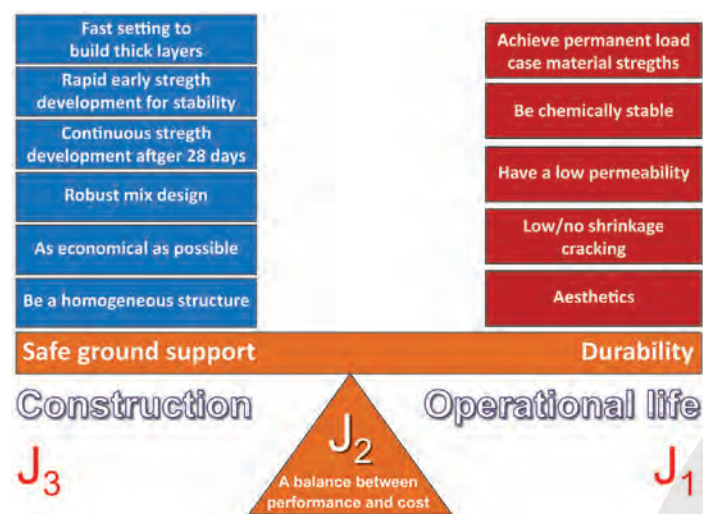 Fast setting to
build thick layers
Rapid early stregth
development for stability
Continuous stregth
development aftger 28 days
Robust mix design
As economical as possible
Be a homogeneous structure
Achieve permanent load
case material stregths
Be chemically stable
Have a low permeability
Low/no shrinkage
cracking
Aesthetics
Safe ground support
Durability
Construction
Operational life
J3
J2
A balance between
performance and cost
J1